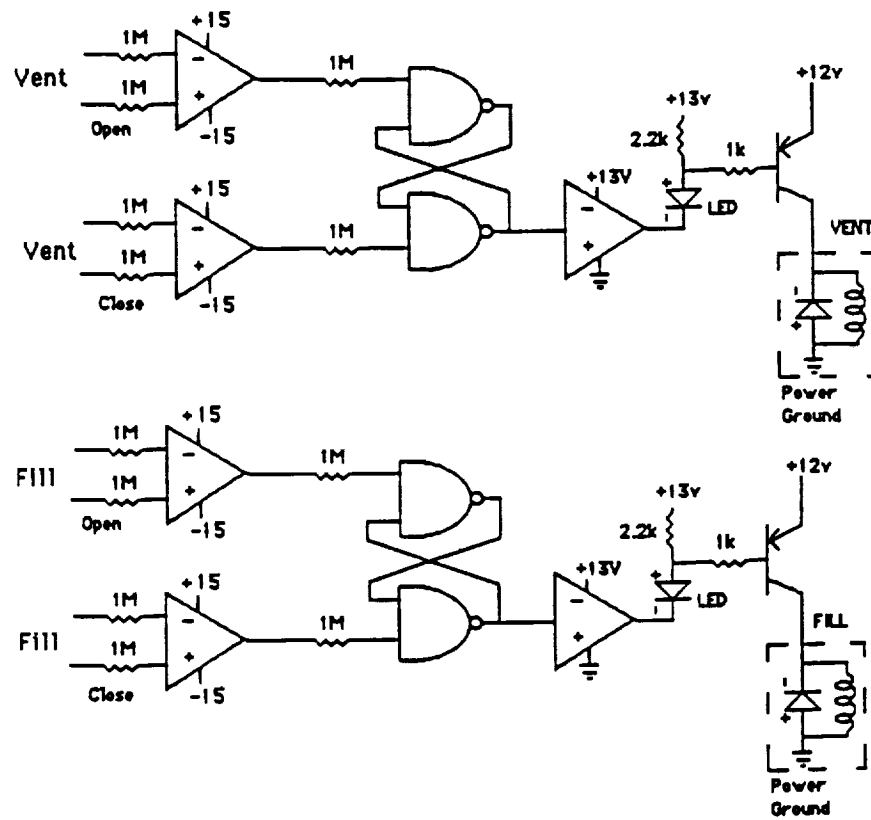 +15
1M
-
Vent
1M
+
Open
-15
1M
+13v
2.2k
1k
+12v
+15
1M
-
Vent
1M
+
Close
-15
1M
+13V
-
+
+
-
LED
VENT
-
+
Power
Ground
+15
1M
-
Fill
1M
+
Open
-15
1M
+13v
2.2k
1k
+12v
+15
1M
-
Fill
1M
+
Close
-15
1M
+13V
-
+
+
-
LED
FILL
-
+
Power
Ground